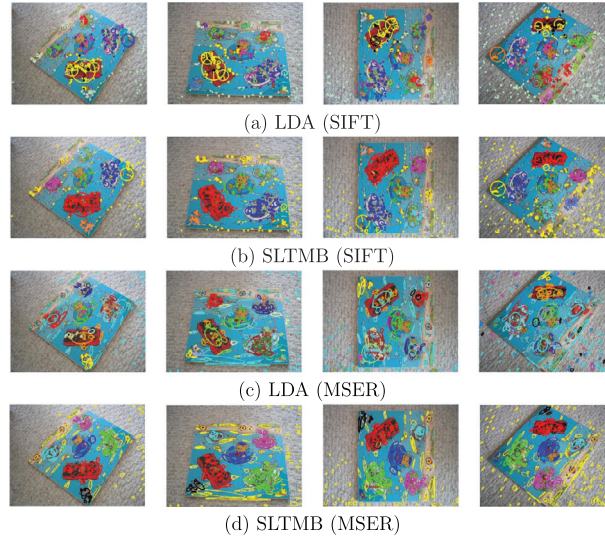 (a) LDA (SIFT)
(b) SLTMB (SIFT)
(c) LDA (MSER)
(d) SLTMB (MSER)